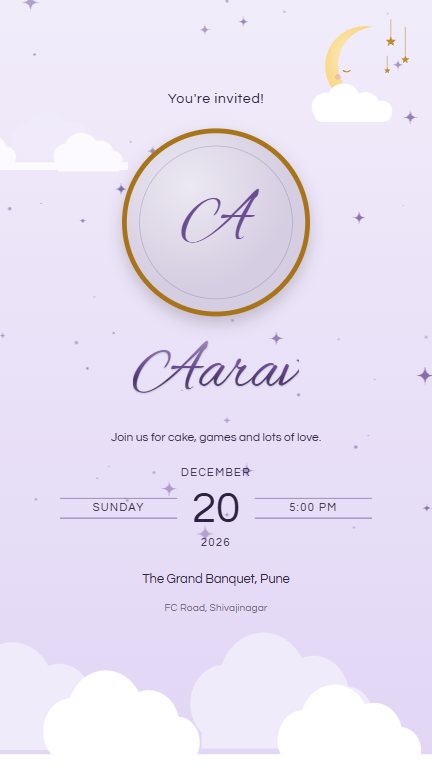 You're invited!
A
Aarav
Join us for cake, games and lots of love.
DECEMBER
SUNDAY 20 5:00 PM
2026
The Grand Banquet, Pune
FC Road, Shivajinagar